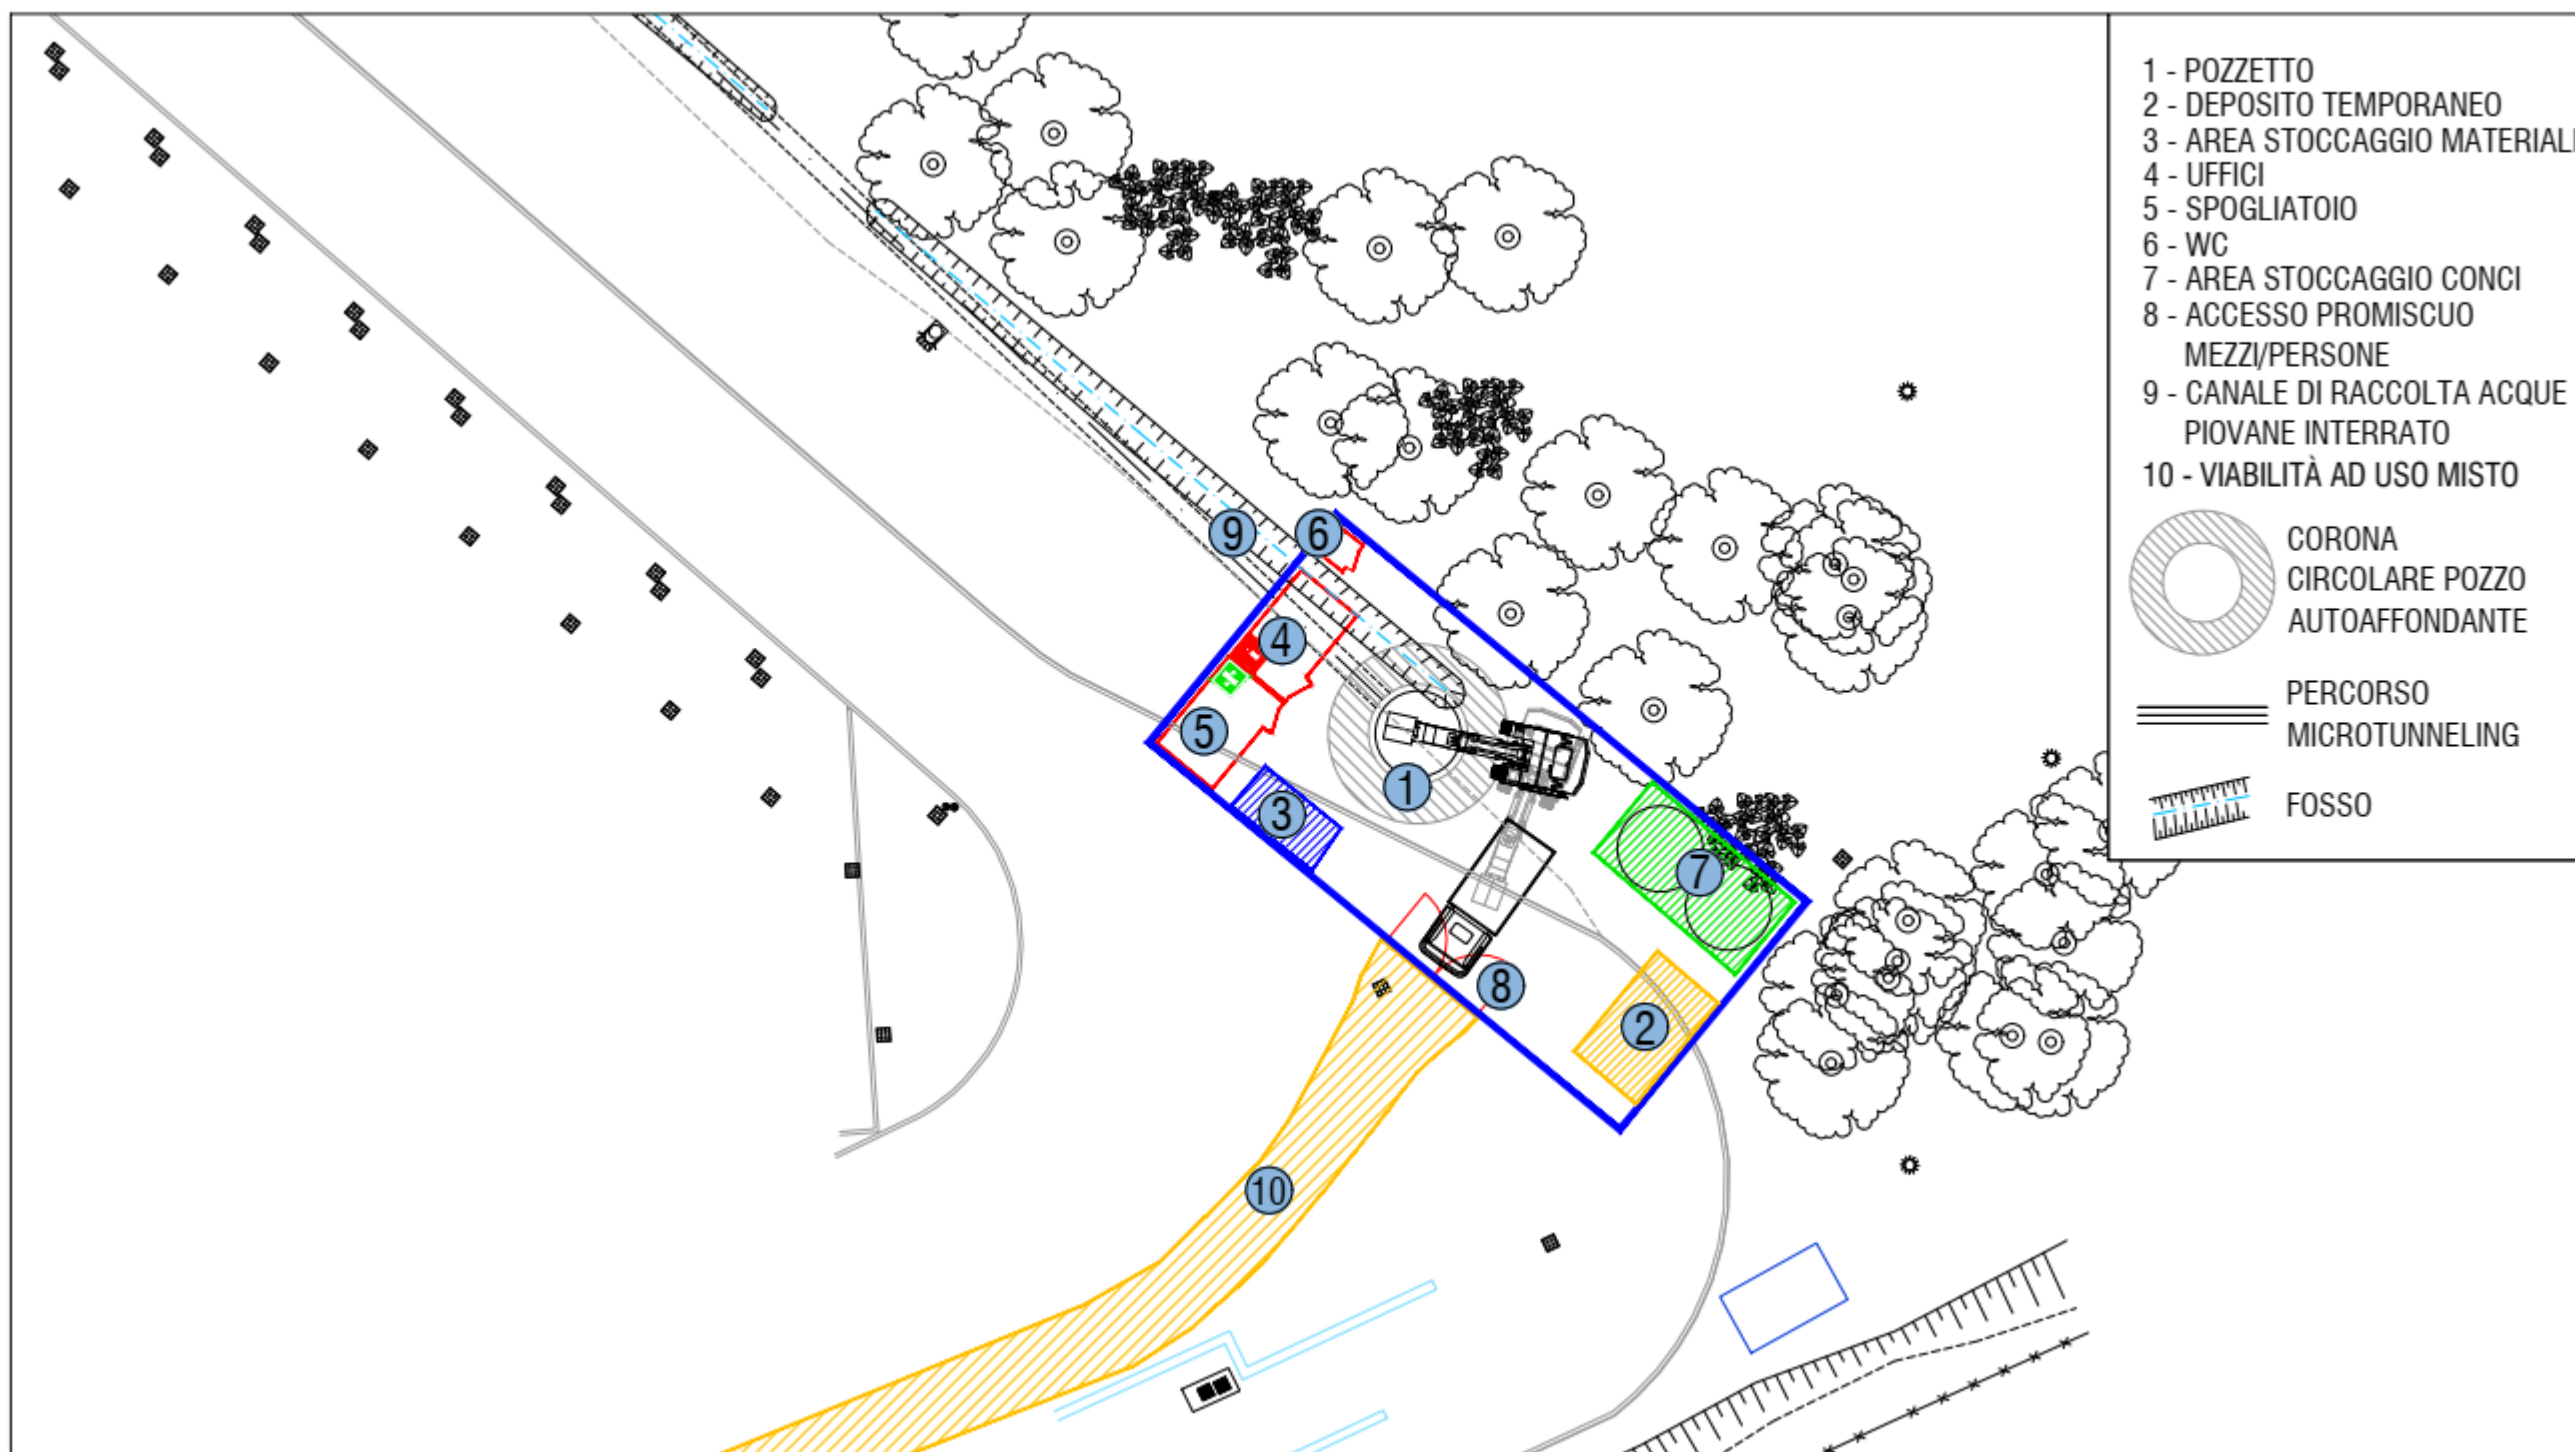 1 - POZZETTO
2 - DEPOSITO TEMPORANEO
3 - AREA STOCCAGGIO MATERIALI
4 - UFFICI
5 - SPOGLIATOIO
6 - WC
7 - AREA STOCCAGGIO CONCI
8 - ACCESSO PROMISCUO
MEZZI/PERSONE
9 - CANALE DI RACCOLTA ACQUE
PIOVANE INTERRATO
10 - VIABILITÀ AD USO MISTO
CORONA
CIRCOLARE POZZO
AUTOAFFONDANTE
PERCORSO
MICROTUNNELING
FOSSO
9
6
4
5
1
3
7
8
2
10